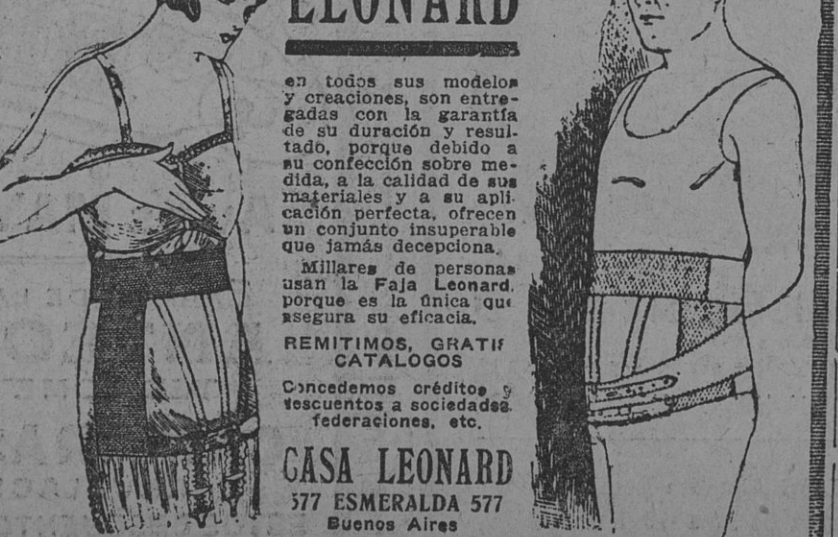 LEONARD
en todos sus modelos
y creaciones, son entre-
gadas con la garantía
de su duración y resul-
tado, porque debido a
su confección sobre me-
dida, a la calidad de sus
materiales y a su apli-
cación perfecta, ofrecen
un conjunto insuperable
que jamás decepciona.
Millares de personas
usan la Faja Leonard,
porque es la única que
asegura su eficacia.
REMITIMOS, GRATIS
CATALOGOS
Concedemos créditos y
descuentos a sociedades,
federaciones, etc.
CASA LEONARD
577 ESMERALDA 577
Buenos Aires